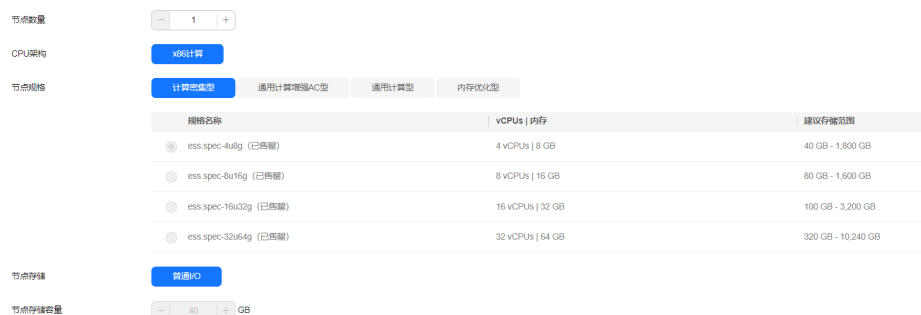 节点数量 - 1 +
CPU架构 x86计算
节点规格 计算密集型 通用计算增强AC型 通用计算型 内存优化型
规格名称 vCPUs | 内存 建议存储范围
ess.spec-4u8g（已售罄） 4 vCPUs | 8 GB 40 GB - 1,800 GB
ess.spec-8u16g（已售罄） 8 vCPUs | 16 GB 80 GB - 1,600 GB
ess.spec-16u32g（已售罄） 16 vCPUs | 32 GB 100 GB - 3,200 GB
ess.spec-32u64g（已售罄） 32 vCPUs | 64 GB 320 GB - 10,240 GB
节点存储 普通I/O
节点存储容量 - 40 + GB